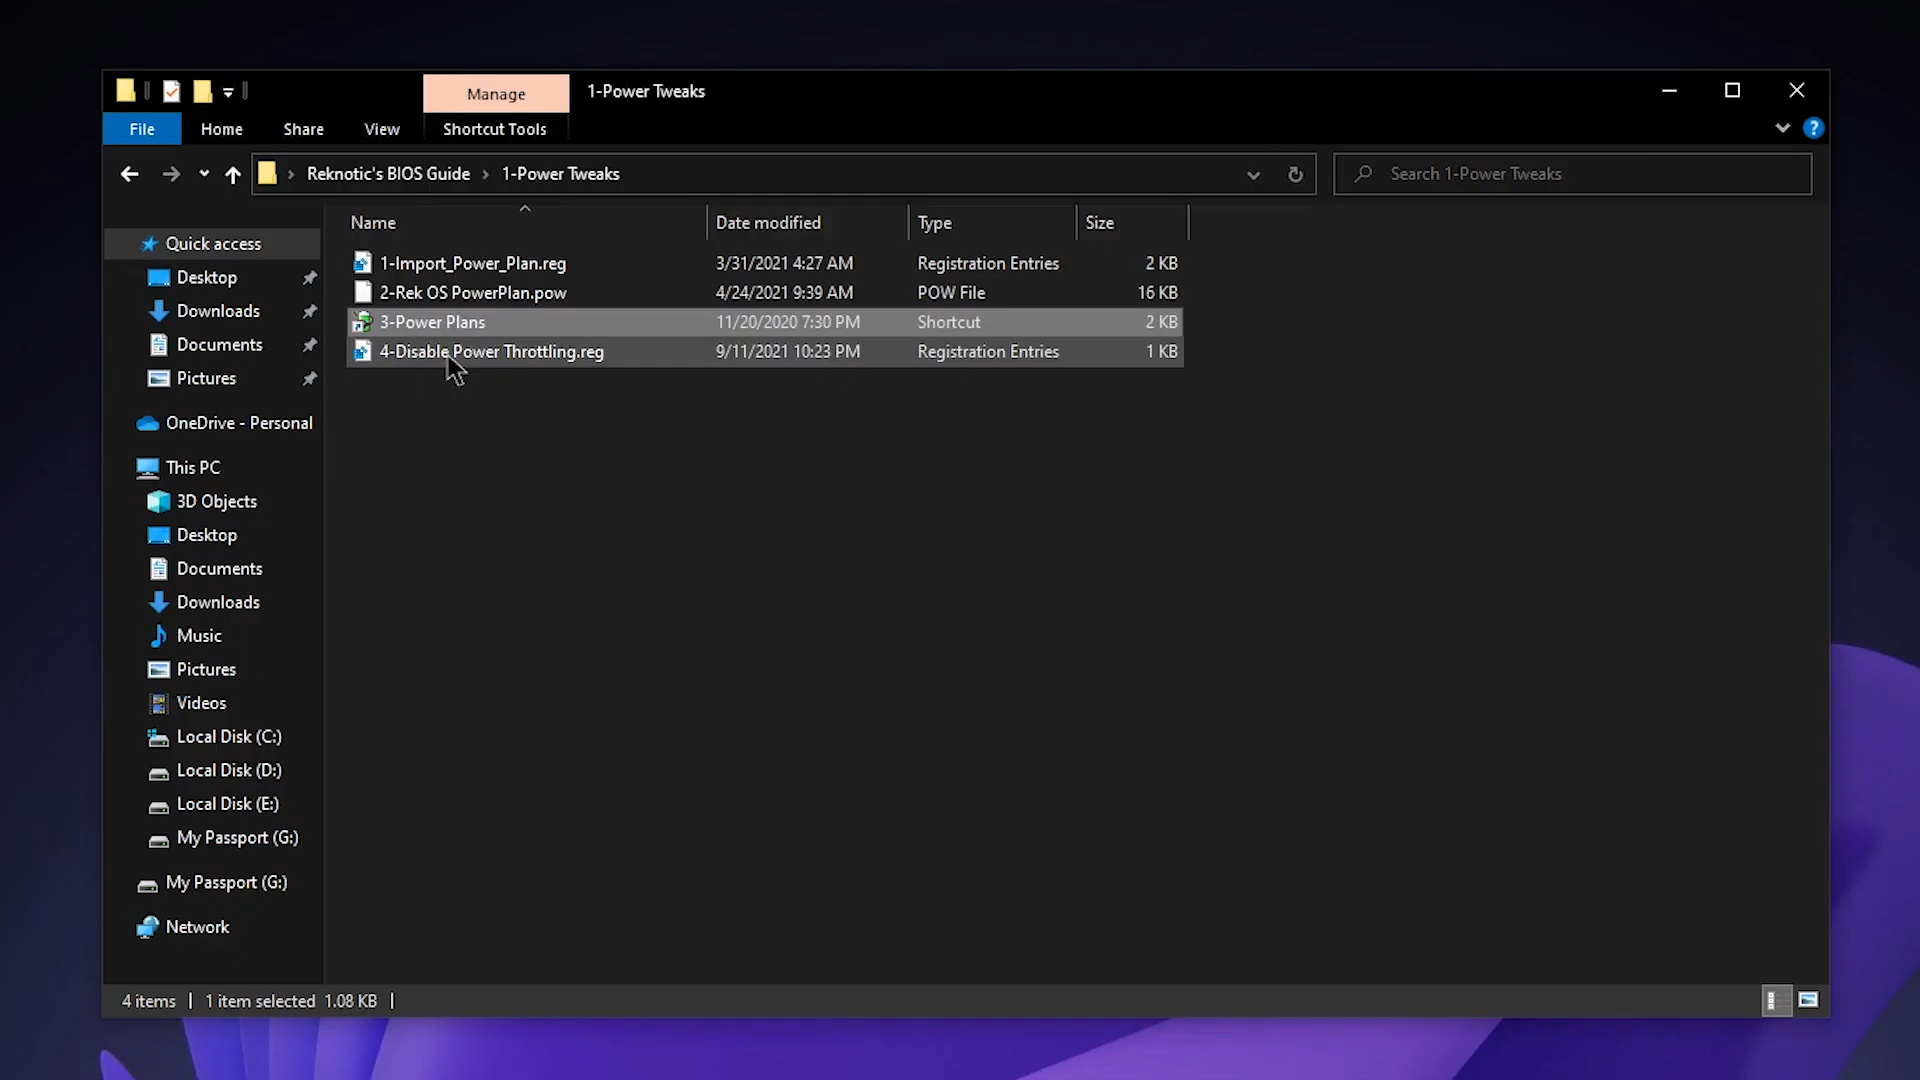 Manage
1-Power Tweaks
File
Home
Share
View
Shortcut Tools
?
Reknotic's BIOS Guide > 1-Power Tweaks
Search 1-Power Tweaks
Name
Date modified
Type
Size
1-Import_Power_Plan.reg 3/31/2021 4:27 AM Registration Entries 2 KB
2-Rek OS PowerPlan.pow 4/24/2021 9:39 AM POW File 16 KB
3-Power Plans 11/20/2020 7:30 PM Shortcut 2 KB
4-Disable Power Throttling.reg 9/11/2021 10:23 PM Registration Entries 1 KB
Quick access
Desktop
Downloads
Documents
Pictures
OneDrive - Personal
This PC
3D Objects
Desktop
Documents
Downloads
Music
Pictures
Videos
Local Disk (C:)
Local Disk (D:)
Local Disk (E:)
My Passport (G:)
My Passport (G:)
Network
4 items | 1 item selected 1.08 KB |